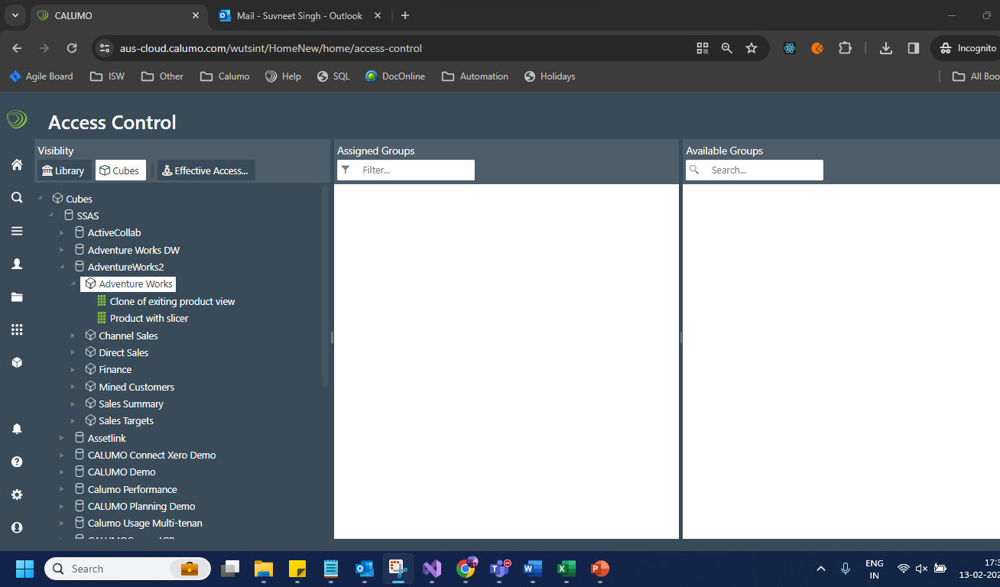 CALUMO
Mail - Suvneet Singh - Outlook
aus-cloud.calumo.com/wutsint/HomeNew/home/access-control
Incognito
Agile Board
ISW
Other
Calumo
Help
SQL
DocOnline
Automation
Holidays
All Boo
Access Control
Visiblity
Library
Cubes
Effective Access...
Assigned Groups
Filter...
Available Groups
Search...
Cubes
SSAS
ActiveCollab
Adventure Works DW
AdventureWorks2
Adventure Works
Clone of exiting product view
Product with slicer
Channel Sales
Direct Sales
Finance
Mined Customers
Sales Summary
Sales Targets
Assetlink
CALUMO Connect Xero Demo
CALUMO Demo
Calumo Performance
CALUMO Planning Demo
Calumo Usage Multi-tenan
Search
ENG
IN
17:3
13-02-202